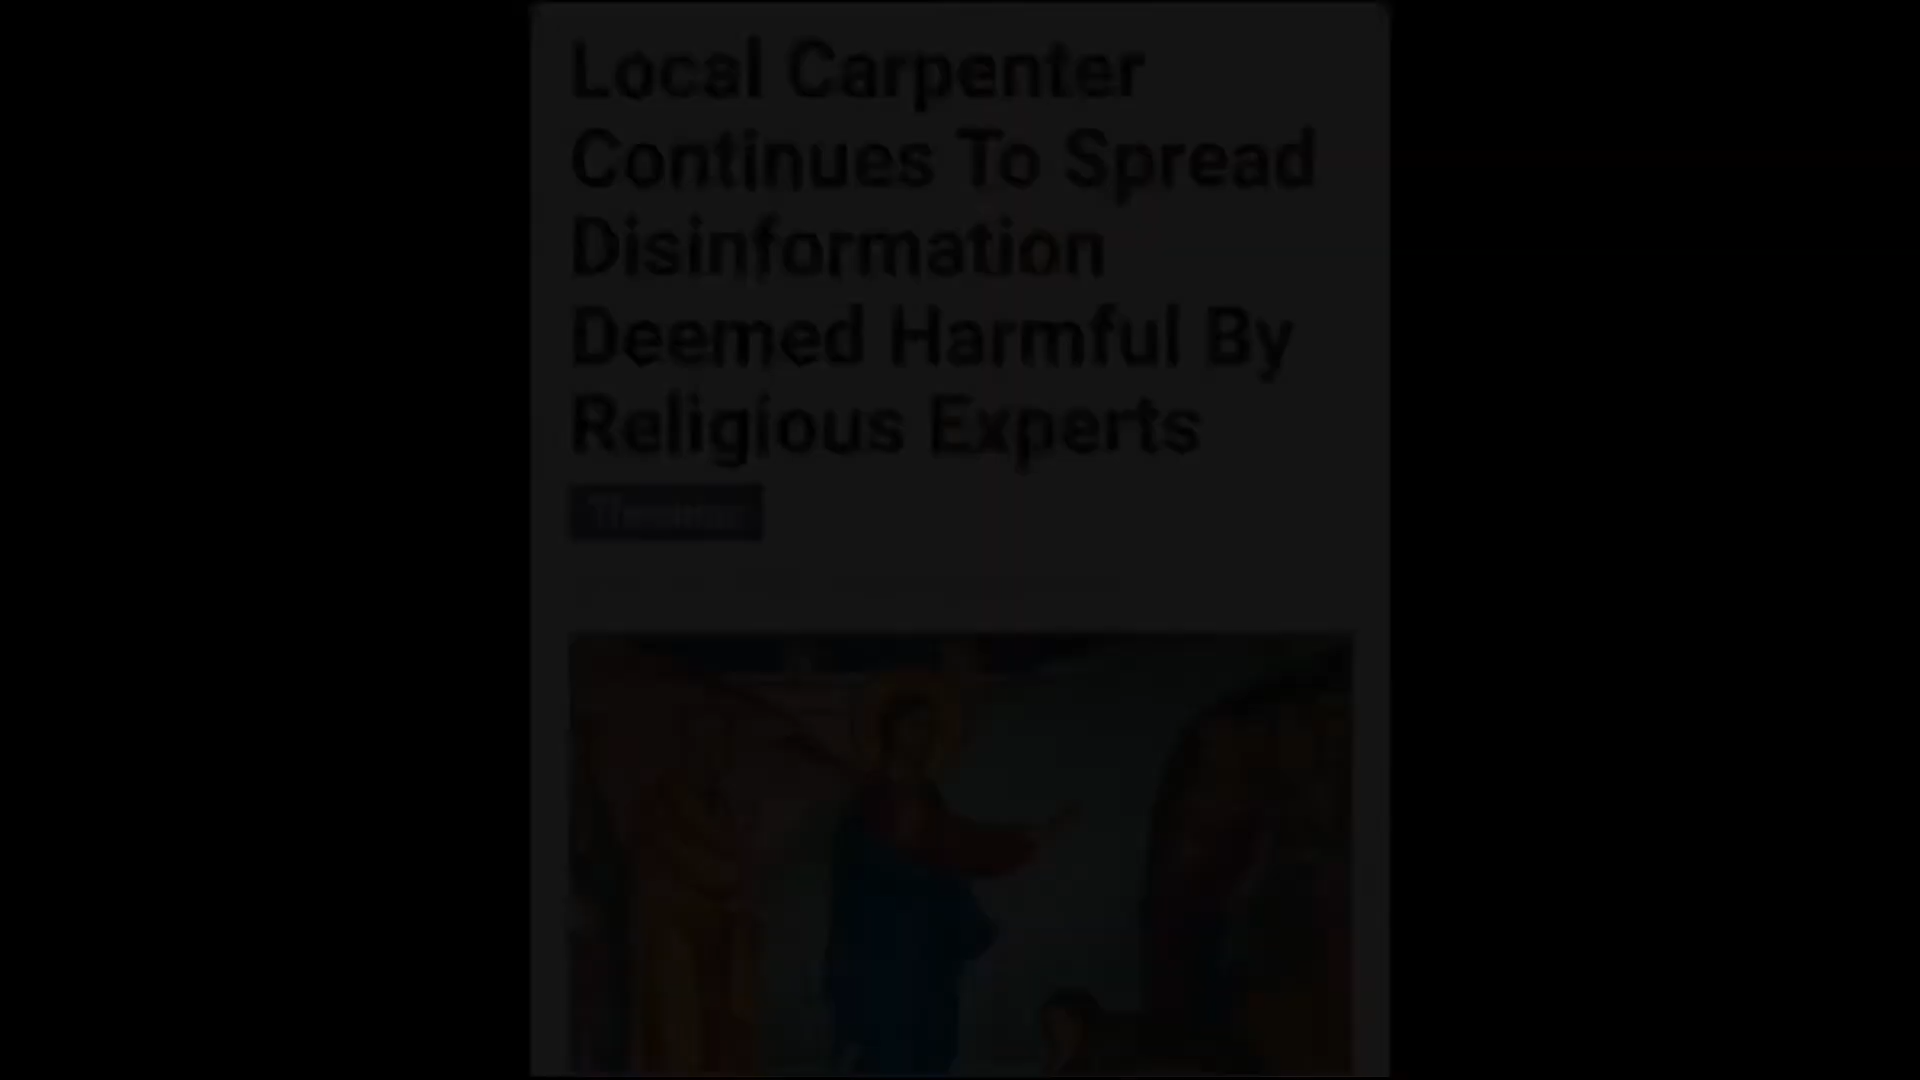 Local Carpenter
Continues To Spread
Disinformation
Deemed Harmful By
Religious Experts